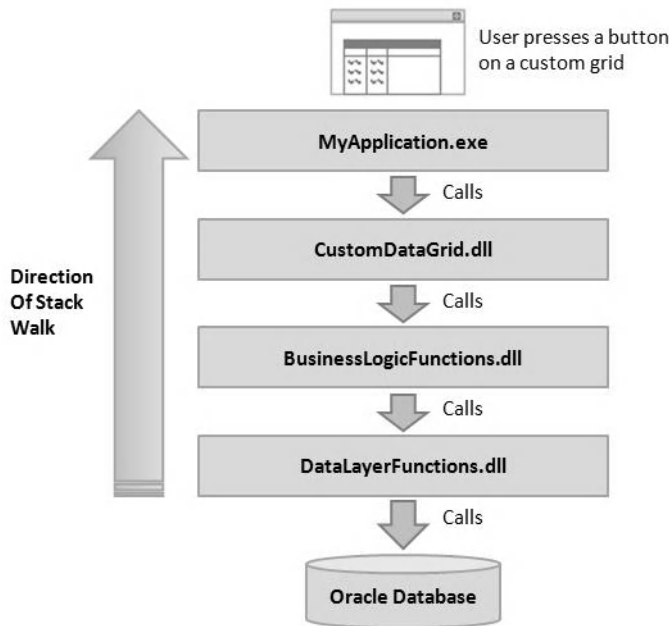 User presses a button
on a custom grid
MyApplication.exe
Calls
CustomDataGrid.dll
Calls
Direction
Of Stack
Walk
BusinessLogicFunctions.dll
Calls
DataLayerFunctions.dll
Calls
Oracle Database